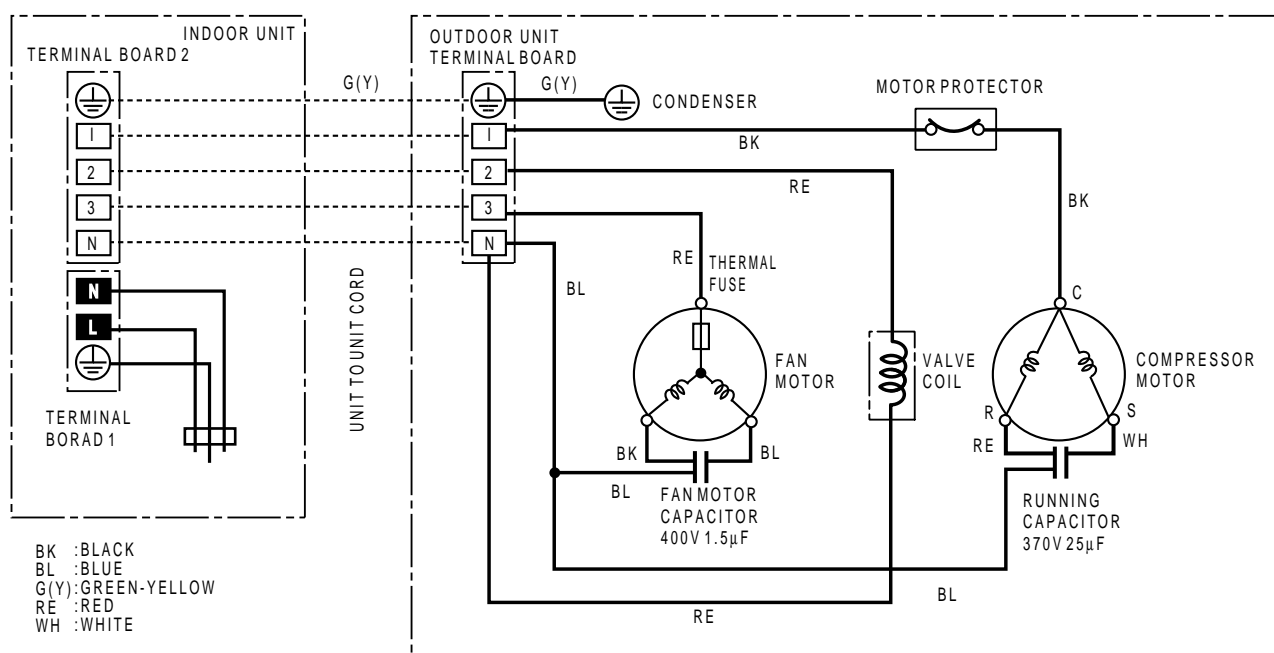 INDOOR UNIT
TERMINAL BOARD 2
I
2
3
N
N
L
TERMINAL
BORAD 1
G(Y)
UNIT TO UNIT CORD
OUTDOOR UNIT
TERMINAL BOARD
I
2
3
N
G(Y)
CONDENSER
MOTOR PROTECTOR
BK
RE
BK
RE
THERMAL
FUSE
BL
FAN
MOTOR
VALVE
COIL
C
COMPRESSOR
MOTOR
R
S
RE
WH
BK
BL
BL
FAN MOTOR
CAPACITOR
400V 1.5µF
RUNNING
CAPACITOR
370V 25µF
BL
RE
BK :BLACK
BL :BLUE
G(Y):GREEN-YELLOW
RE :RED
WH :WHITE